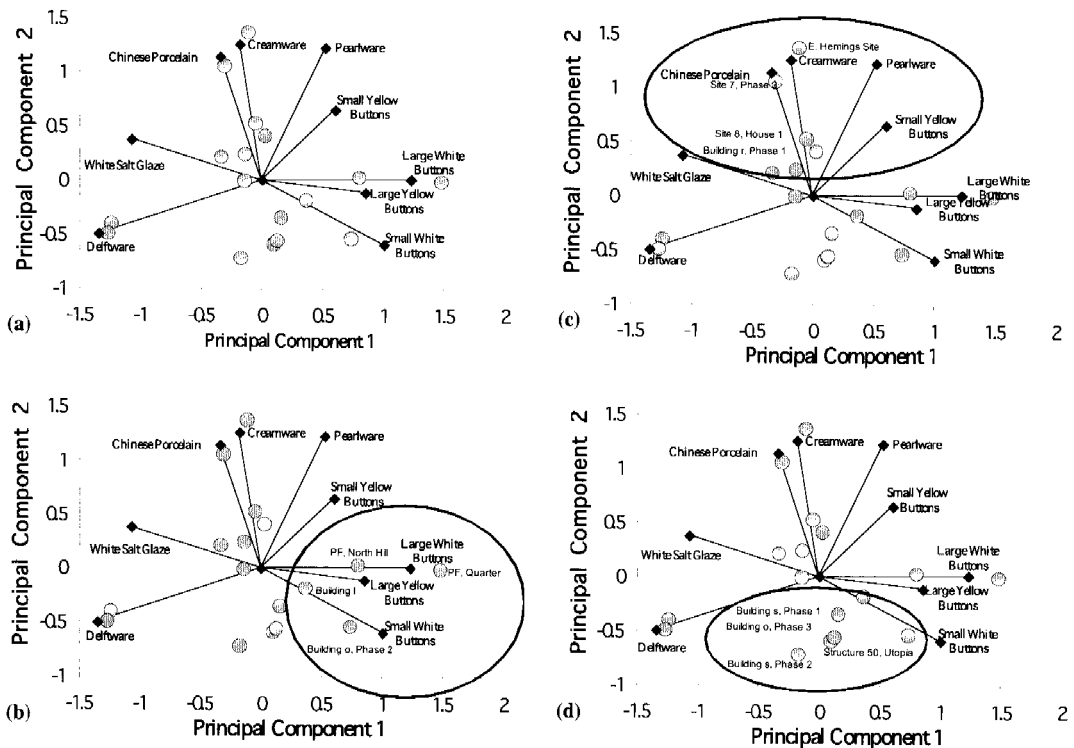 1.5
1
0.5
0
-0.5
-1
Principal Component 2
Chinese Porcelain
Creamware
Pearlware
Small Yellow
Buttons
White Salt Glaze
Large White
Buttons
Large Yellow
Buttons
Small White
Buttons
Delftware
(a)
-1.5
-1
-0.5
0
0.5
1
1.5
2
Principal Component 1
1.5
1
0.5
0
-0.5
-1
Principal Component 2
E. Hemings Site
Creamware
Pearlware
Chinese Porcelain
Site 7, Phase 3
Small Yellow
Buttons
Site 8, House 1
Building r, Phase 1
White Salt Glaze
Large White
Buttons
Large Yellow
Buttons
Small White
Buttons
Delftware
(c)
-1.5
-1
-0.5
0
0.5
1
1.5
2
Principal Component 1
1.5
1
0.5
0
-0.5
-1
Principal Component 2
Chinese Porcelain
Creamware
Pearlware
Small Yellow
Buttons
White Salt Glaze
PF, North Hill
Large White
Buttons
PF, Quarter
Building l
Large Yellow
Buttons
Small White
Buttons
Building o, Phase 2
Delftware
(b)
-1.5
-1
-0.5
0
0.5
1
1.5
2
Principal Component 1
1.5
1
0.5
0
-0.5
-1
Principal Component 2
Chinese Porcelain
Creamware
Pearlware
Small Yellow
Buttons
White Salt Glaze
Large White
Buttons
Large Yellow
Buttons
Building s, Phase 1
Building o, Phase 3
Small White
Buttons
Structure 50, Utopia
Building s, Phase 2
Delftware
(d)
-1.5
-1
-0.5
0
0.5
1
1.5
2
Principal Component 1